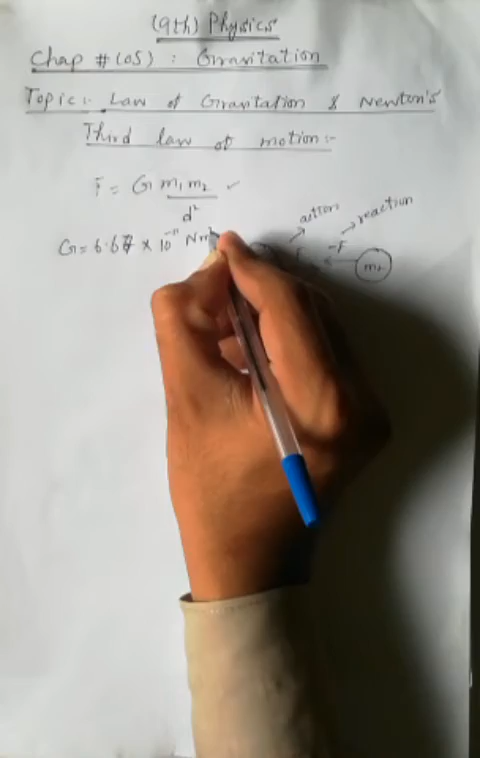 (9th) Physics
Chap # (05) : Gravitation
Topic:- Law of Gravitation & Newton's
Third law of motion:-
F = G m₁m₂ / d²
action
reaction
G = 6.67 × 10⁻¹¹ Nm²
-F
m₂